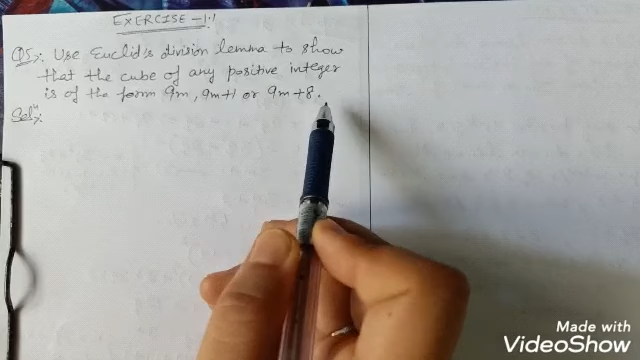 EXERCISE - 1.1
Q5 :- Use Euclid's division lemma to show
that the cube of any positive integer
is of the form 9m, 9m+1 or 9m+8.
Solⁿ:-
Made with
VideoShow